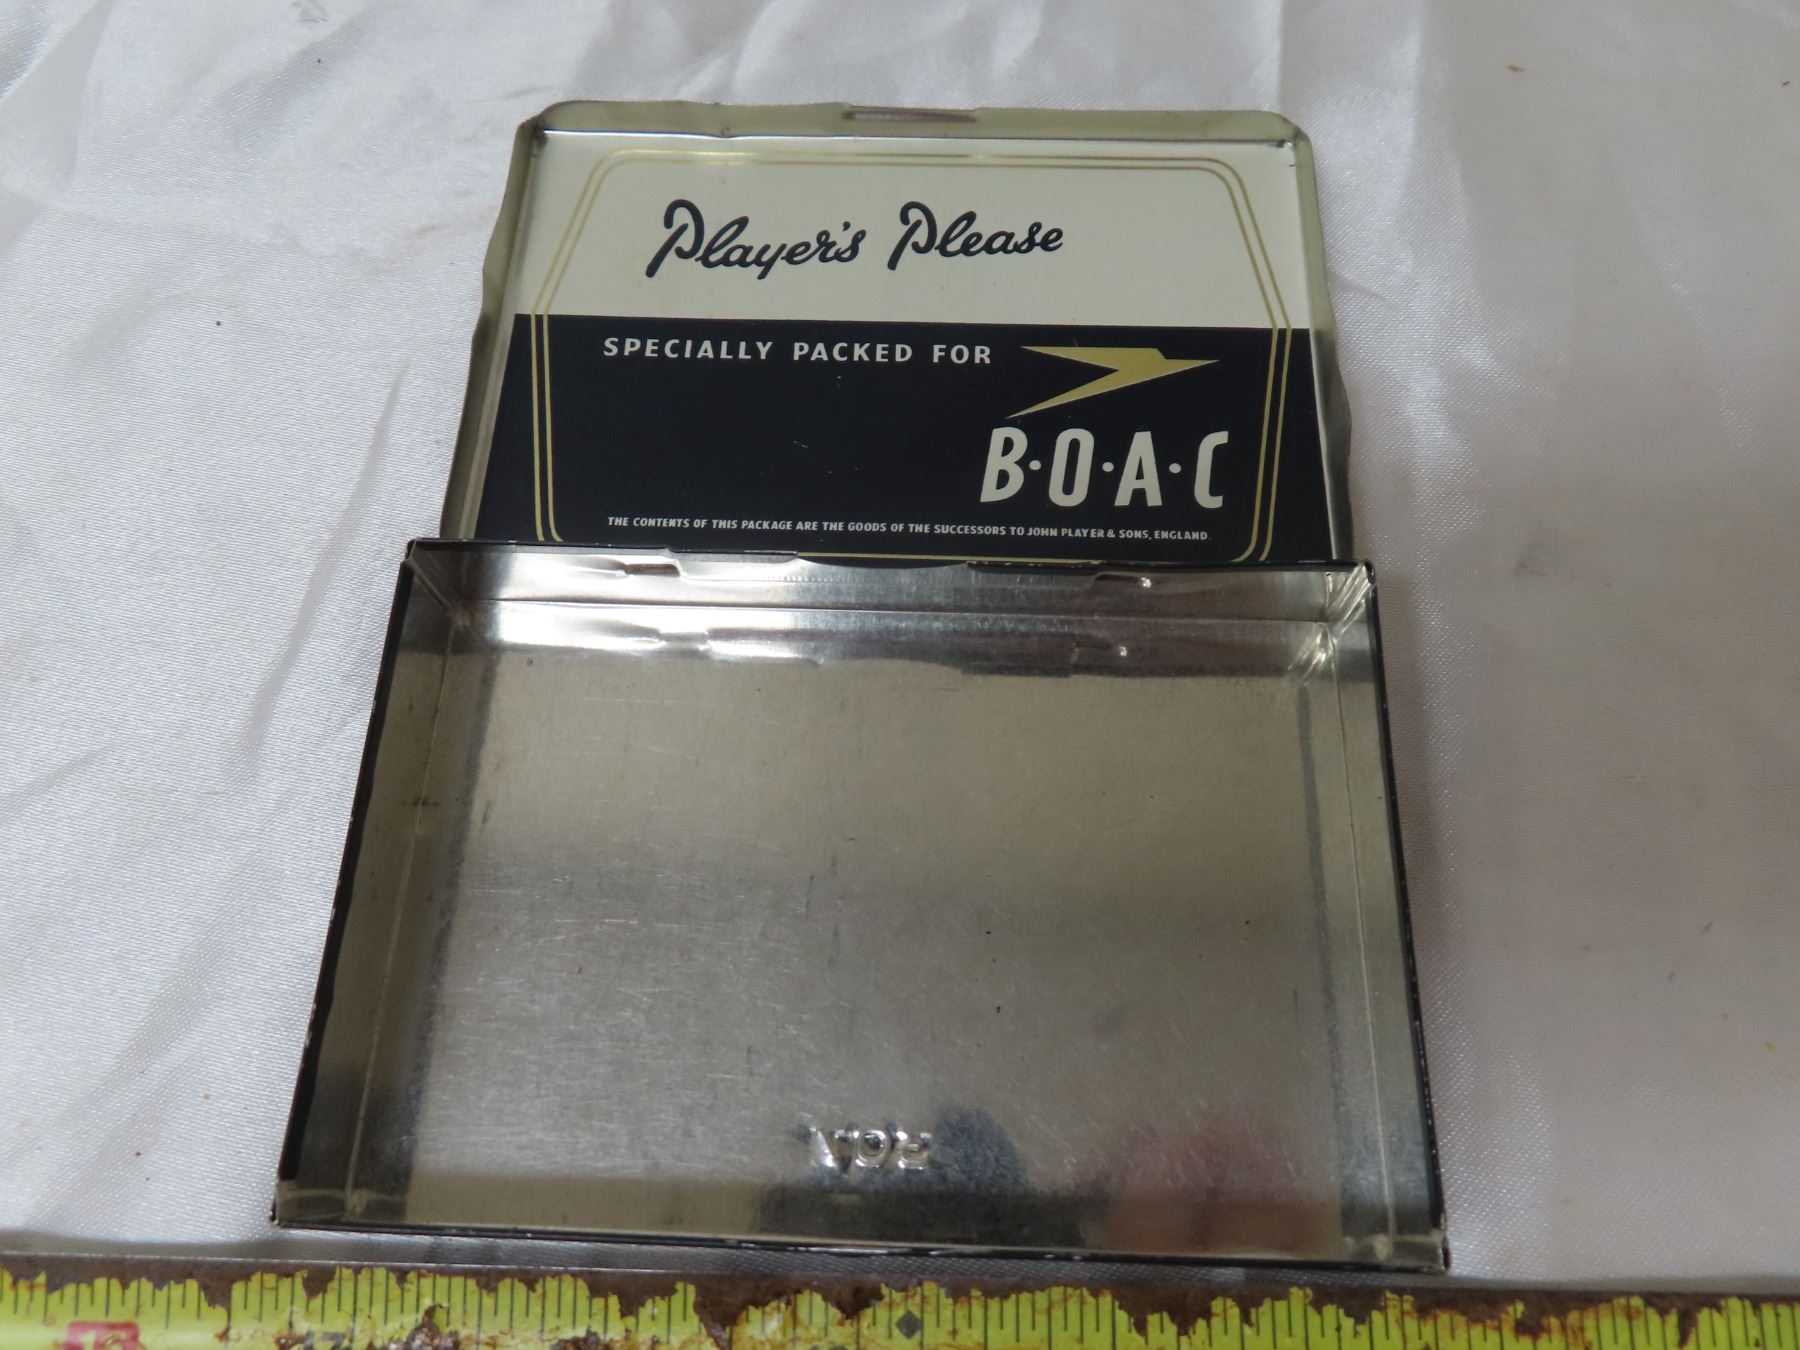 Player's Please
SPECIALLY PACKED FOR
B·O·A·C
THE CONTENTS OF THIS PACKAGE ARE THE GOODS OF THE SUCCESSORS TO JOHN PLAYER & SONS, ENGLAND.